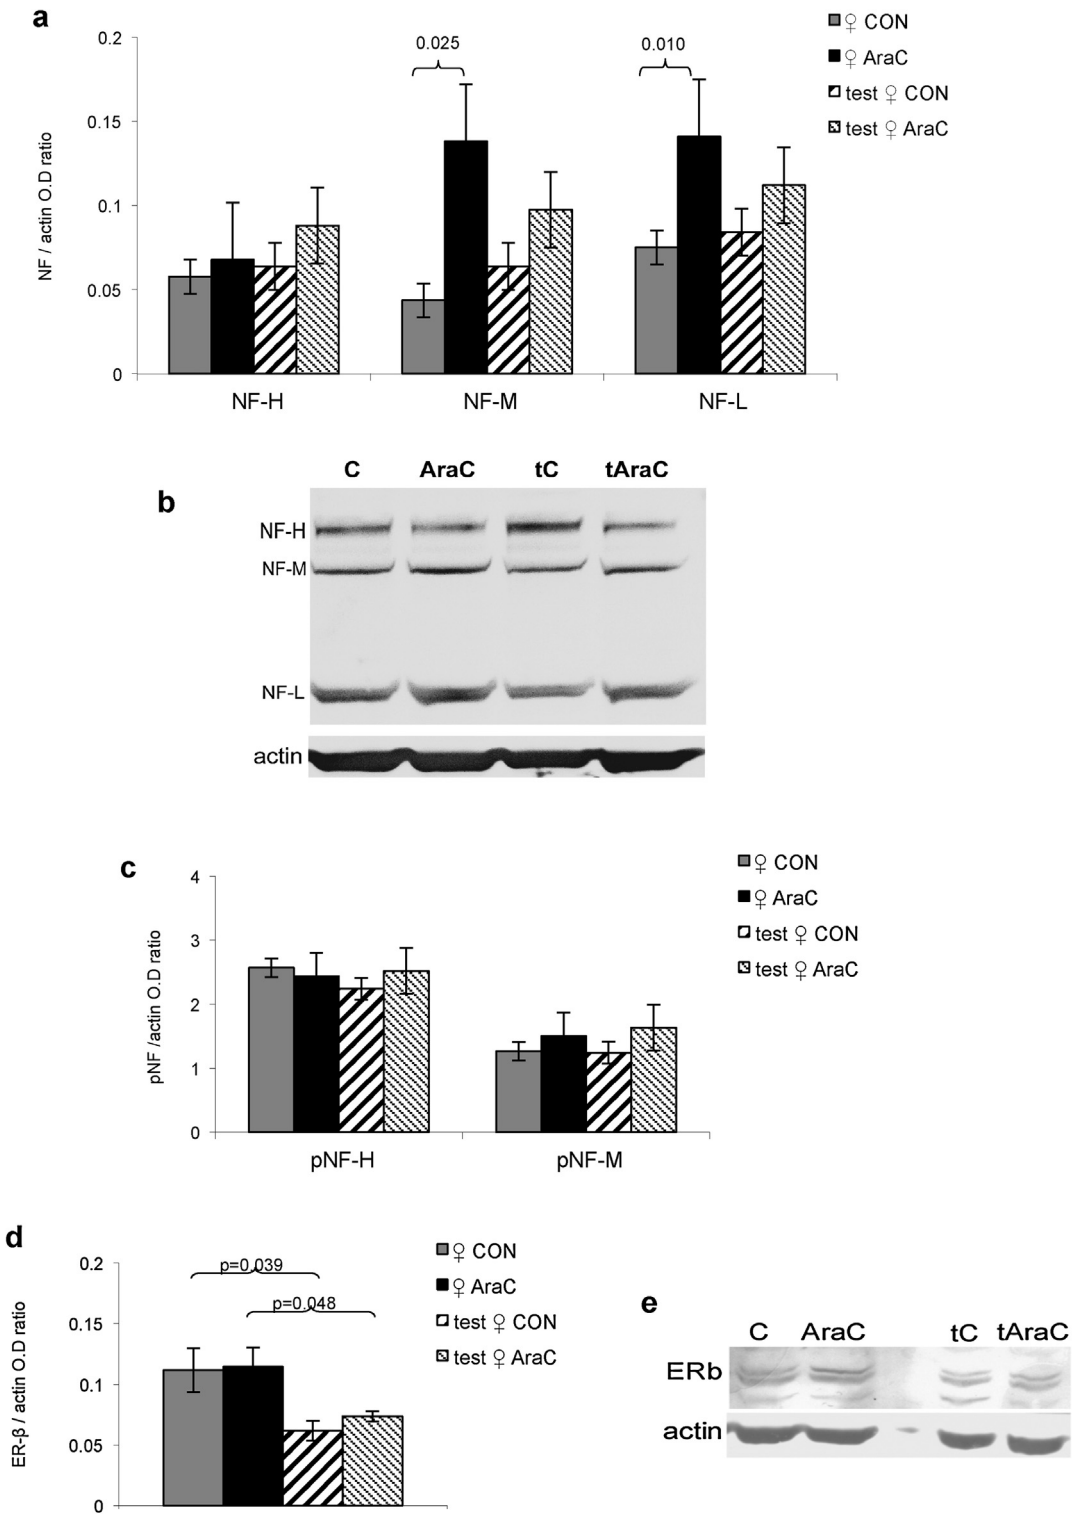 a
♀ CON
♀ AraC
test ♀ CON
test ♀ AraC
0.2
0.15
0.1
0.05
0
NF / actin O.D ratio
0.025
0.010
NF-H
NF-M
NF-L
b
C AraC tC tAraC
NF-H
NF-M
NF-L
actin
c
♀ CON
♀ AraC
test ♀ CON
test ♀ AraC
4
3
2
1
0
pNF /actin O.D ratio
pNF-H
pNF-M
d
♀ CON
♀ AraC
test ♀ CON
test ♀ AraC
0.2
0.15
0.1
0.05
0
ER-β / actin O.D ratio
p=0.039
p=0.048
e
C AraC tC tAraC
ERb
actin